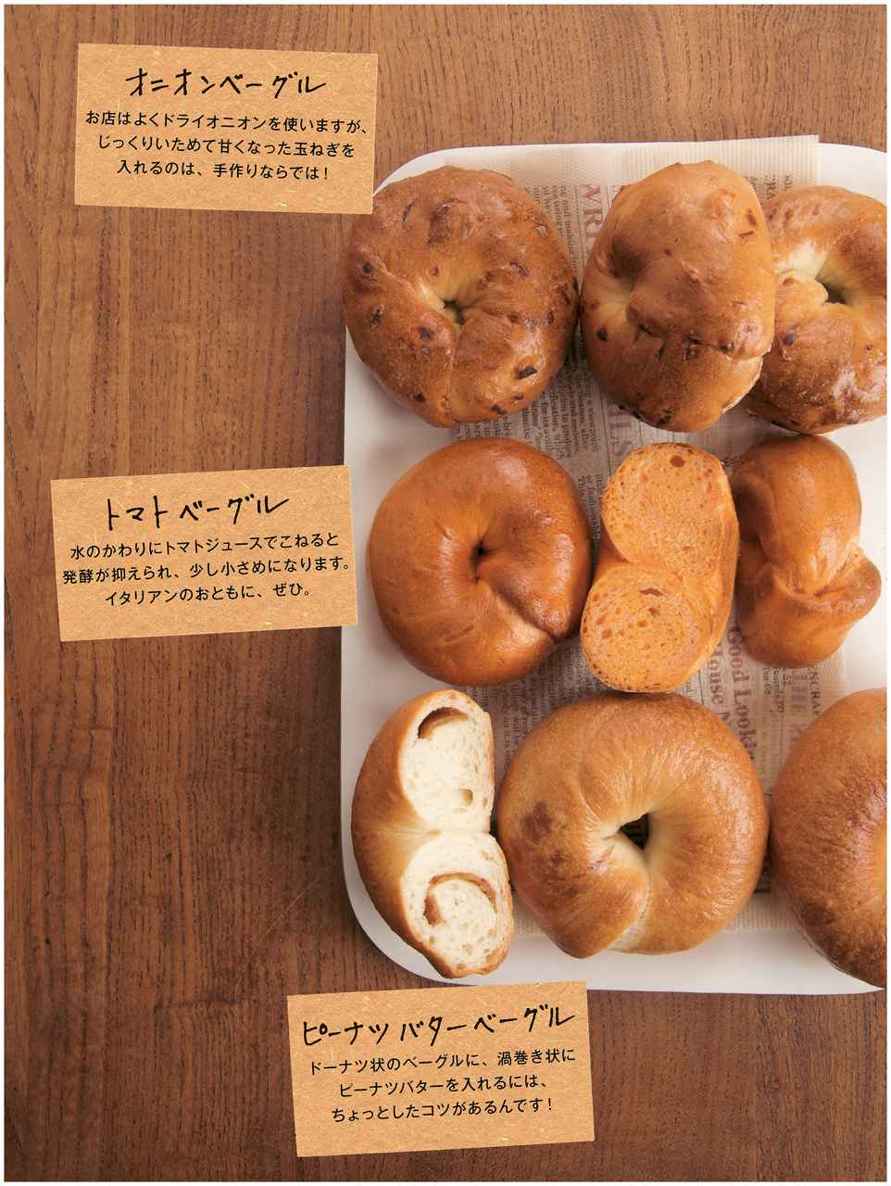 オニオンベーグル
お店はよくドライオニオンを使いますが、
じっくりいためて甘くなった玉ねぎを
入れるのは、手作りならでは！
トマトベーグル
水のかわりにトマトジュースでこねると
発酵が抑えられ、少し小さめになります。
イタリアンのおともに、ぜひ。
Good Looki
House
ピーナツバターベーグル
ドーナツ状のベーグルに、渦巻き状に
ピーナツバターを入れるには、
ちょっとしたコツがあるんです！